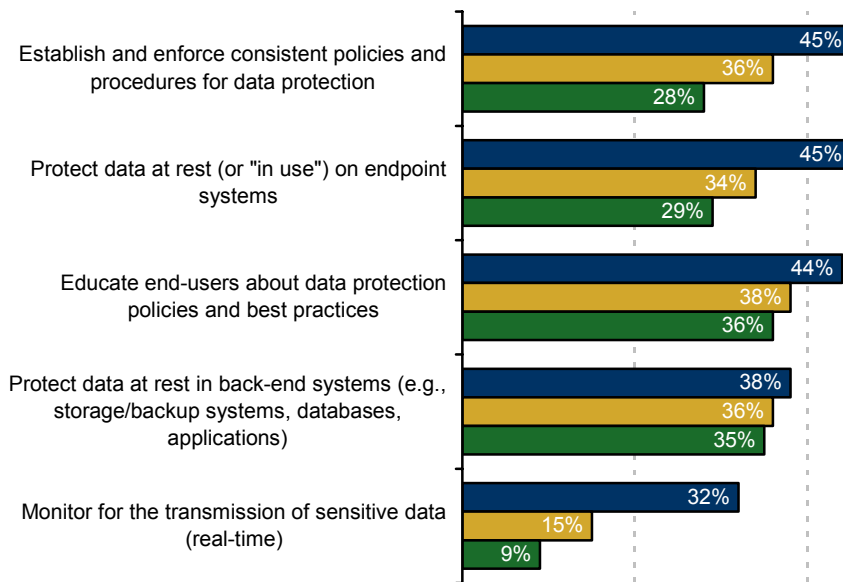 Establish and enforce consistent policies and
procedures for data protection
45%
36%
28%
Protect data at rest (or "in use") on endpoint
systems
45%
34%
29%
Educate end-users about data protection
policies and best practices
44%
38%
36%
Protect data at rest in back-end systems (e.g.,
storage/backup systems, databases,
applications)
38%
36%
35%
Monitor for the transmission of sensitive data
(real-time)
32%
15%
9%